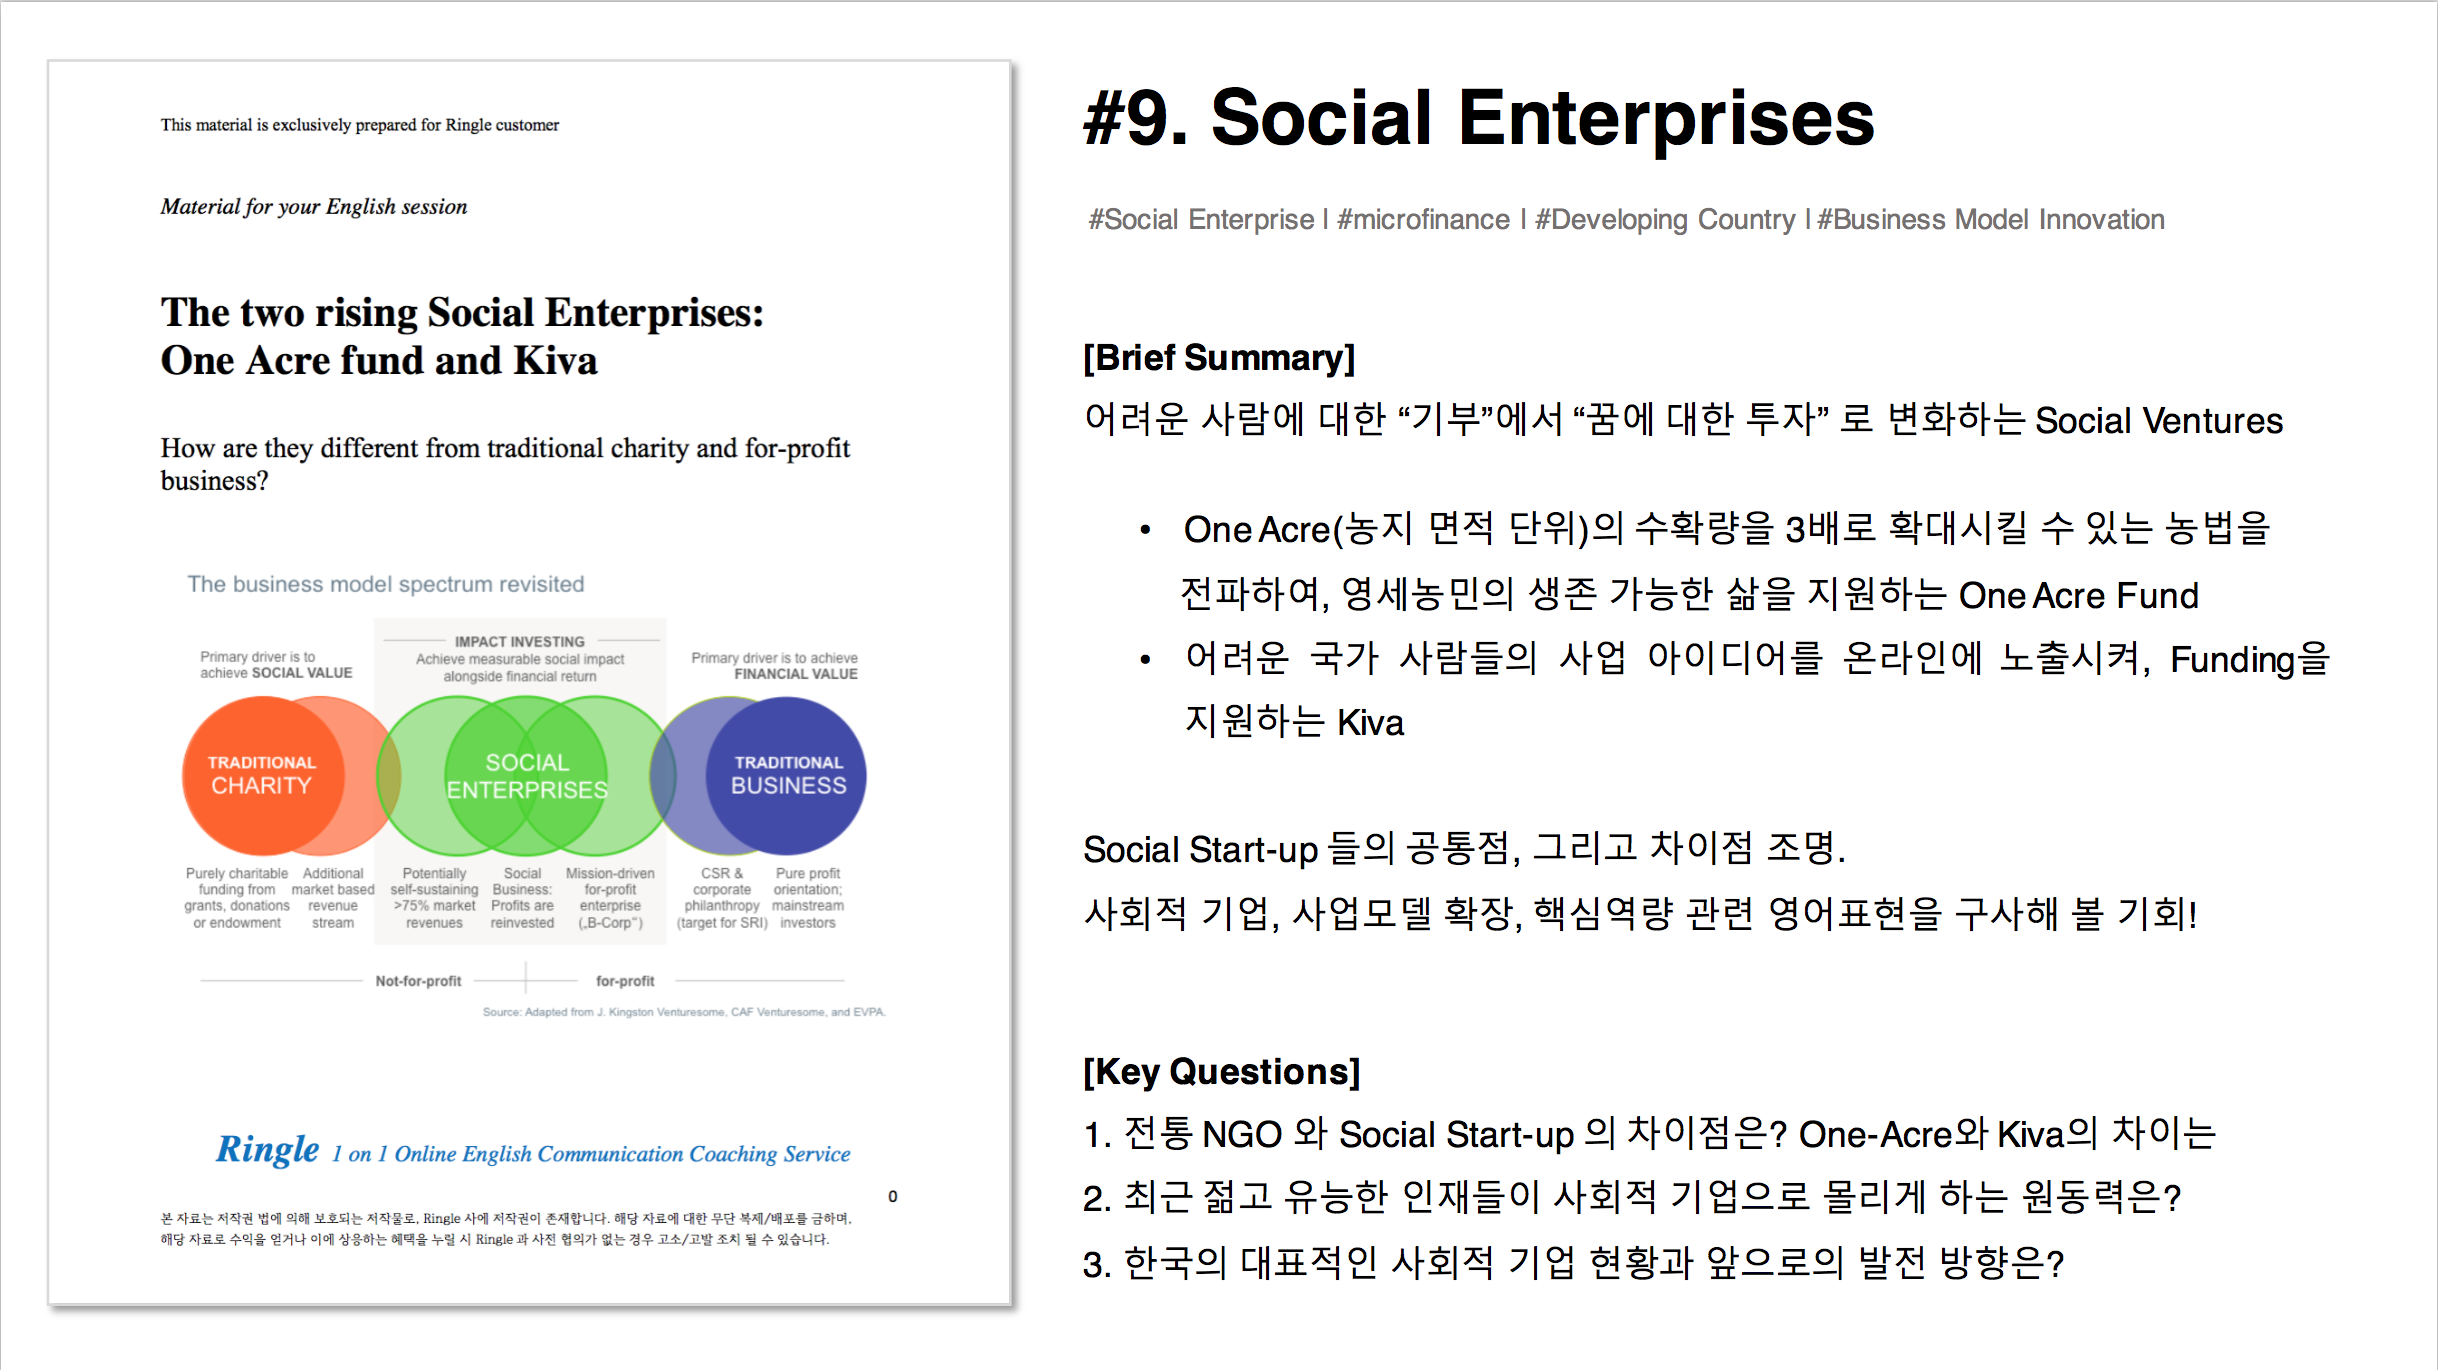 This material is exclusively prepared for Ringle customer
Material for your English session
The two rising Social Enterprises:
One Acre fund and Kiva
How are they different from traditional charity and for-profit
business?
The business model spectrum revisited
Primary driver is to
achieve SOCIAL VALUE
IMPACT INVESTING
Achieve measurable social impact
alongside financial return
Primary driver is to achieve
FINANCIAL VALUE
TRADITIONAL
CHARITY
SOCIAL
ENTERPRISES
TRADITIONAL
BUSINESS
Purely charitable
funding from
grants, donations
or endowment
Additional
market based
revenue
stream
Potentially
self-sustaining
>75% market
revenues
Social
Business:
Profits are
reinvested
Mission-driven
for-profit
enterprise
(„B-Corp“)
CSR &
corporate
philanthropy
(target for SRI)
Pure profit
orientation;
mainstream
investors
Not-for-profit
for-profit
Source: Adapted from J. Kingston Venturesome, CAF Venturesome, and EVPA.
Ringle 1 on 1 Online English Communication Coaching Service
0
본 자료는 저작권 법에 의해 보호되는 저작물로, Ringle 사에 저작권이 존재합니다. 해당 자료에 대한 무단 복제/배포를 금하며,
해당 자료로 수익을 얻거나 이에 상응하는 혜택을 누릴 시 Ringle 과 사전 협의가 없는 경우 고소/고발 조치 될 수 있습니다.
#9. Social Enterprises
#Social Enterprise l #microfinance l #Developing Country l #Business Model Innovation
[Brief Summary]
어려운 사람에 대한 “기부”에서 “꿈에 대한 투자” 로 변화하는 Social Ventures
• One Acre(농지 면적 단위)의 수확량을 3배로 확대시킬 수 있는 농법을
전파하여, 영세농민의 생존 가능한 삶을 지원하는 One Acre Fund
• 어려운 국가 사람들의 사업 아이디어를 온라인에 노출시켜, Funding을
지원하는 Kiva
Social Start-up 들의 공통점, 그리고 차이점 조명.
사회적 기업, 사업모델 확장, 핵심역량 관련 영어표현을 구사해 볼 기회!
[Key Questions]
1. 전통 NGO 와 Social Start-up 의 차이점은? One-Acre와 Kiva의 차이는
2. 최근 젊고 유능한 인재들이 사회적 기업으로 몰리게 하는 원동력은?
3. 한국의 대표적인 사회적 기업 현황과 앞으로의 발전 방향은?